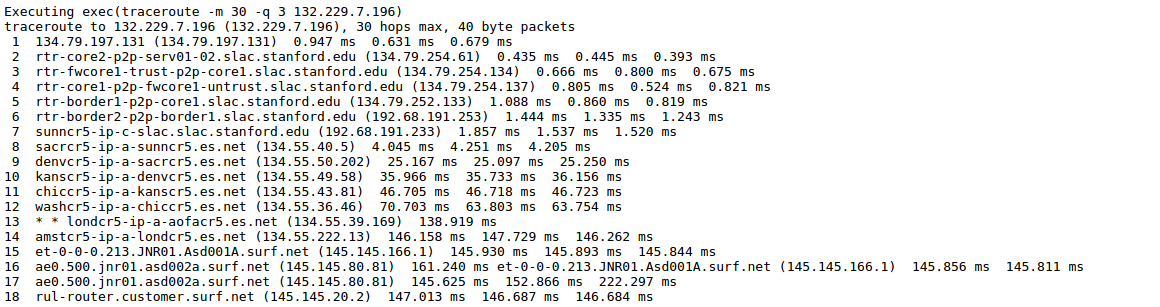 Executing exec(traceroute -m 30 -q 3 132.229.7.196)
traceroute to 132.229.7.196 (132.229.7.196), 30 hops max, 40 byte packets
 1  134.79.197.131 (134.79.197.131)  0.947 ms  0.631 ms  0.679 ms
 2  rtr-core2-p2p-serv01-02.slac.stanford.edu (134.79.254.61)  0.435 ms  0.445 ms  0.393 ms
 3  rtr-fwcore1-trust-p2p-core1.slac.stanford.edu (134.79.254.134)  0.666 ms  0.800 ms  0.675 ms
 4  rtr-core1-p2p-fwcore1-untrust.slac.stanford.edu (134.79.254.137)  0.805 ms  0.524 ms  0.821 ms
 5  rtr-border1-p2p-core1.slac.stanford.edu (134.79.252.133)  1.088 ms  0.860 ms  0.819 ms
 6  rtr-border2-p2p-border1.slac.stanford.edu (192.68.191.253)  1.444 ms  1.335 ms  1.243 ms
 7  sunncr5-ip-c-slac.slac.stanford.edu (192.68.191.233)  1.857 ms  1.537 ms  1.520 ms
 8  sacrcr5-ip-a-sunncr5.es.net (134.55.40.5)  4.045 ms  4.251 ms  4.205 ms
 9  denvcr5-ip-a-sacrcr5.es.net (134.55.50.202)  25.167 ms  25.097 ms  25.250 ms
10  kanscr5-ip-a-denvcr5.es.net (134.55.49.58)  35.966 ms  35.733 ms  36.156 ms
11  chiccr5-ip-a-kanscr5.es.net (134.55.43.81)  46.705 ms  46.718 ms  46.723 ms
12  washcr5-ip-a-chiccr5.es.net (134.55.36.46)  70.703 ms  63.803 ms  63.754 ms
13  * * londcr5-ip-a-aofacr5.es.net (134.55.39.169)  138.919 ms
14  amstcr5-ip-a-londcr5.es.net (134.55.222.13)  146.158 ms  147.729 ms  146.262 ms
15  et-0-0-0.213.JNR01.Asd001A.surf.net (145.145.166.1)  145.930 ms  145.893 ms  145.844 ms
16  ae0.500.jnr01.asd002a.surf.net (145.145.80.81)  161.240 ms et-0-0-0.213.JNR01.Asd001A.surf.net (145.145.166.1)  145.856 ms  145.811 ms
17  ae0.500.jnr01.asd002a.surf.net (145.145.80.81)  145.625 ms  152.866 ms  222.297 ms
18  rul-router.customer.surf.net (145.145.20.2)  147.013 ms  146.687 ms  146.684 ms